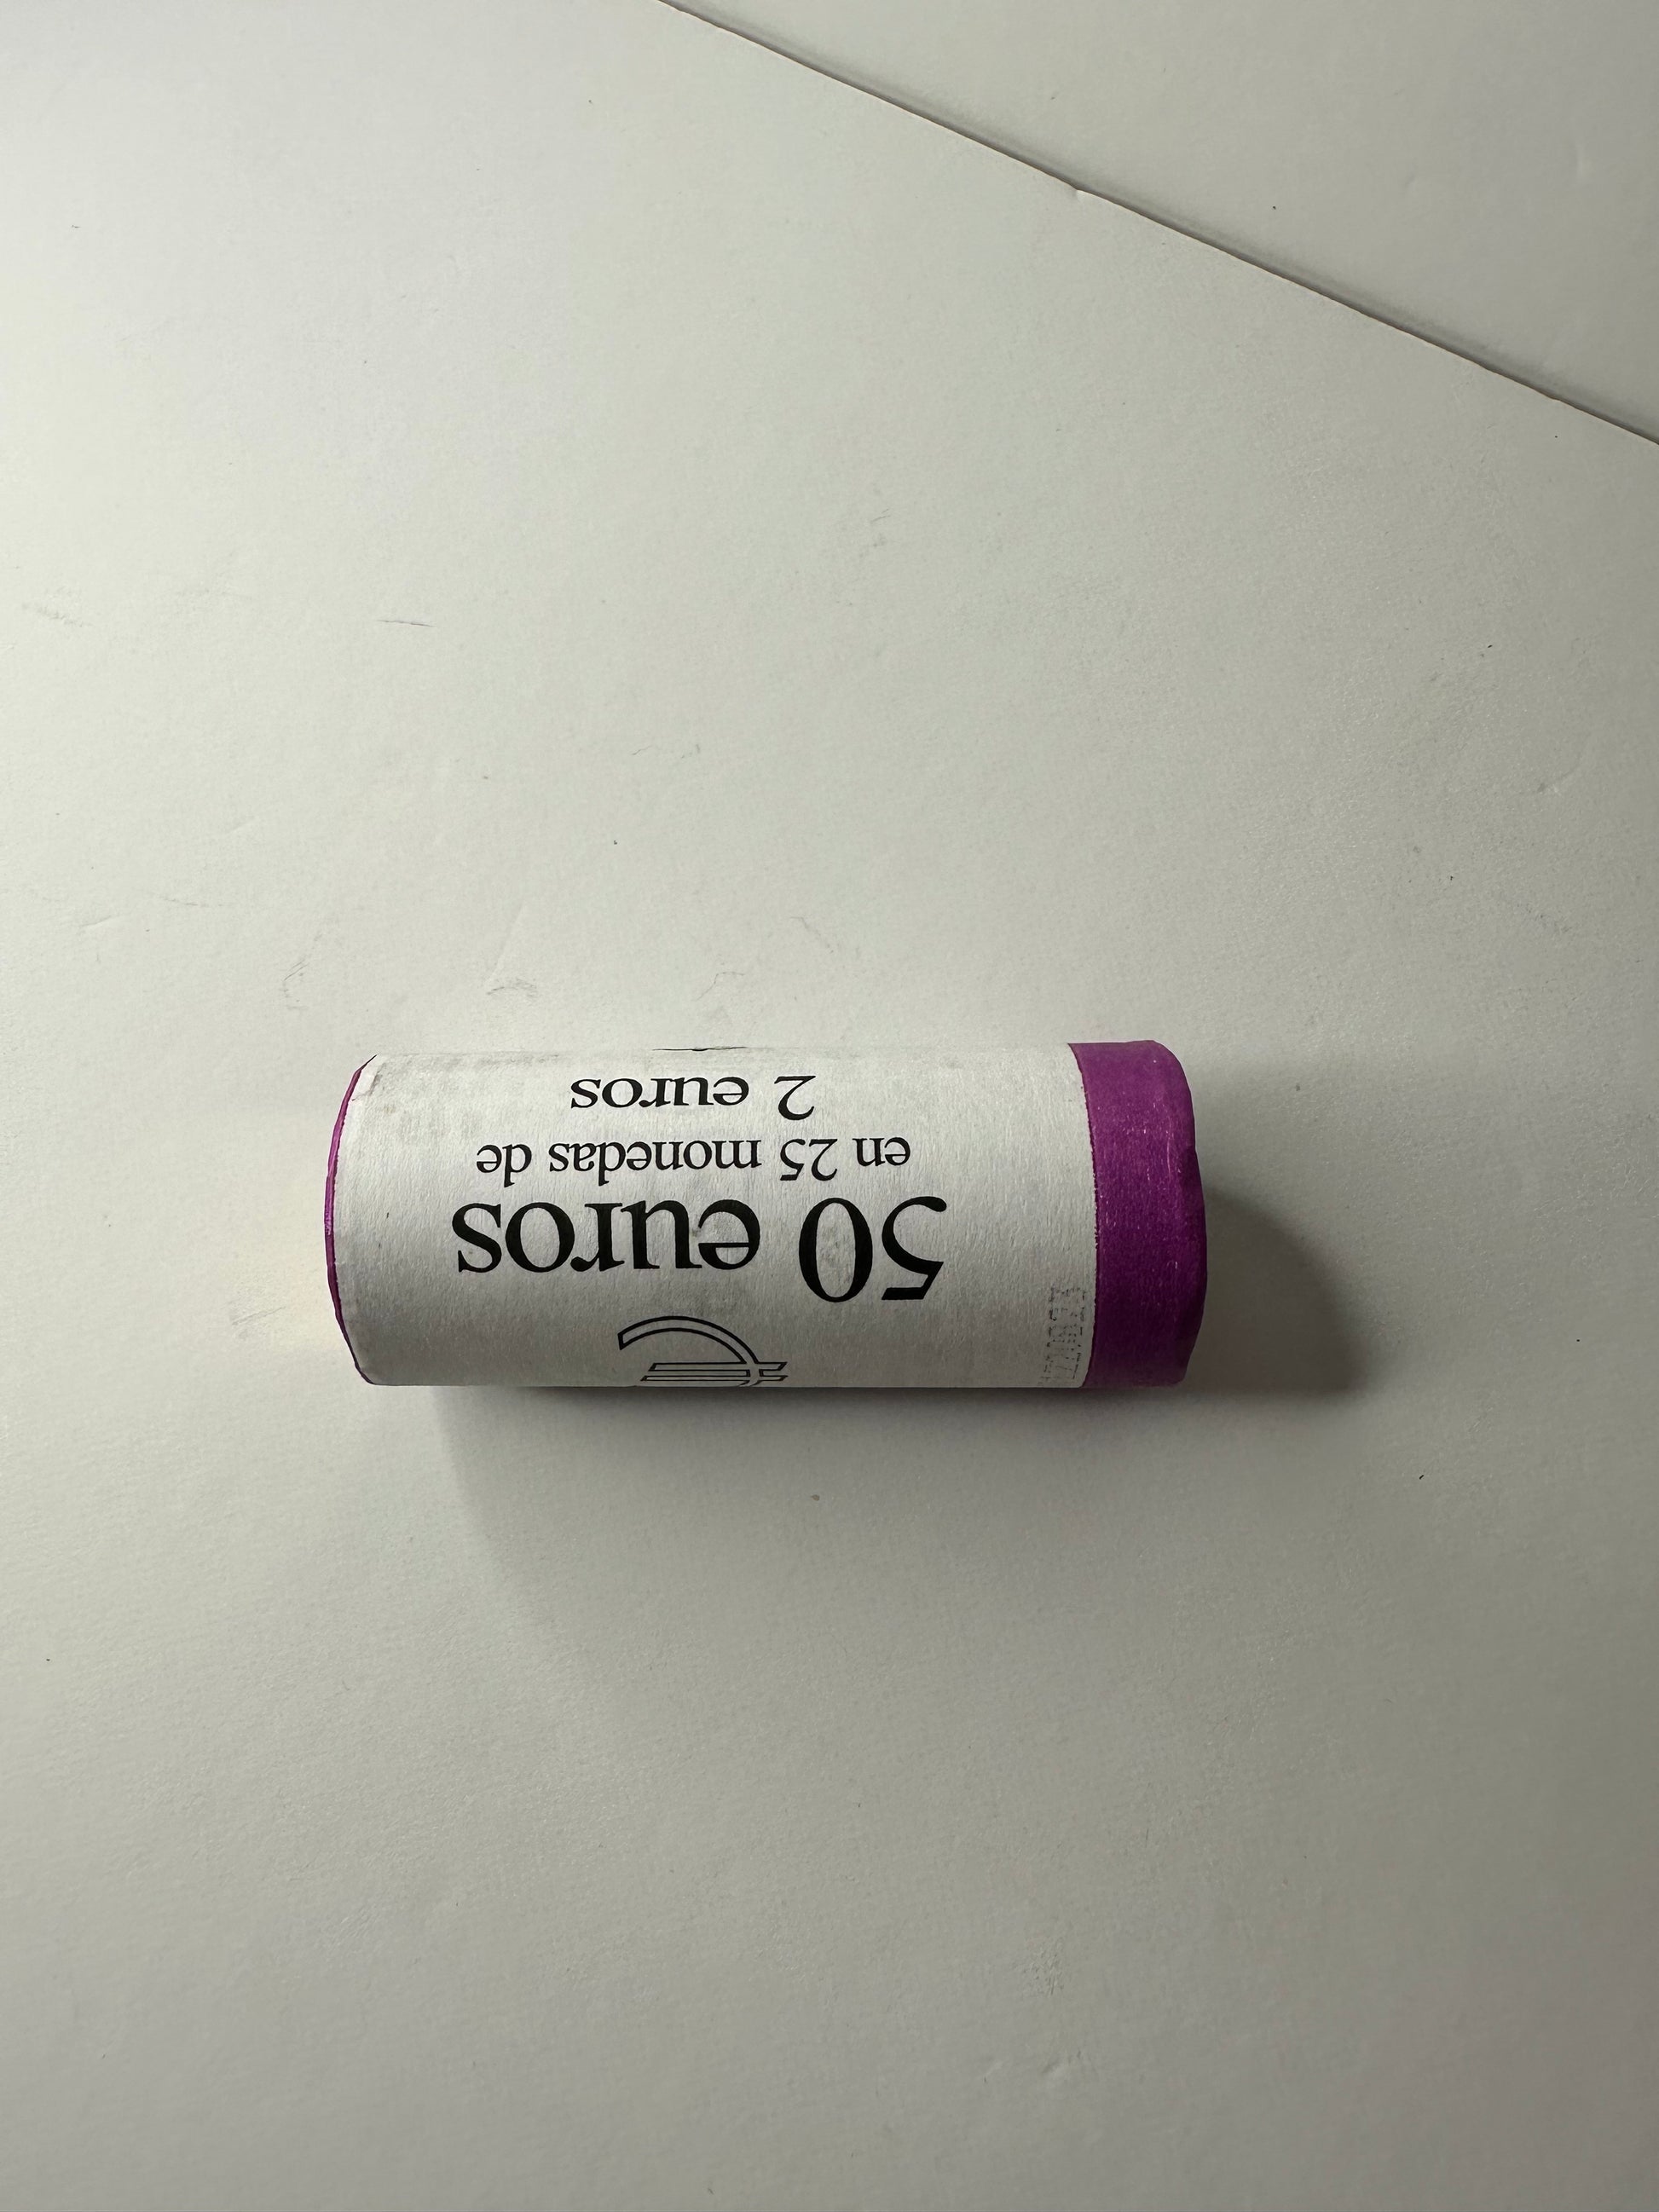 €
50 euros
en 25 monedas de
2 euros